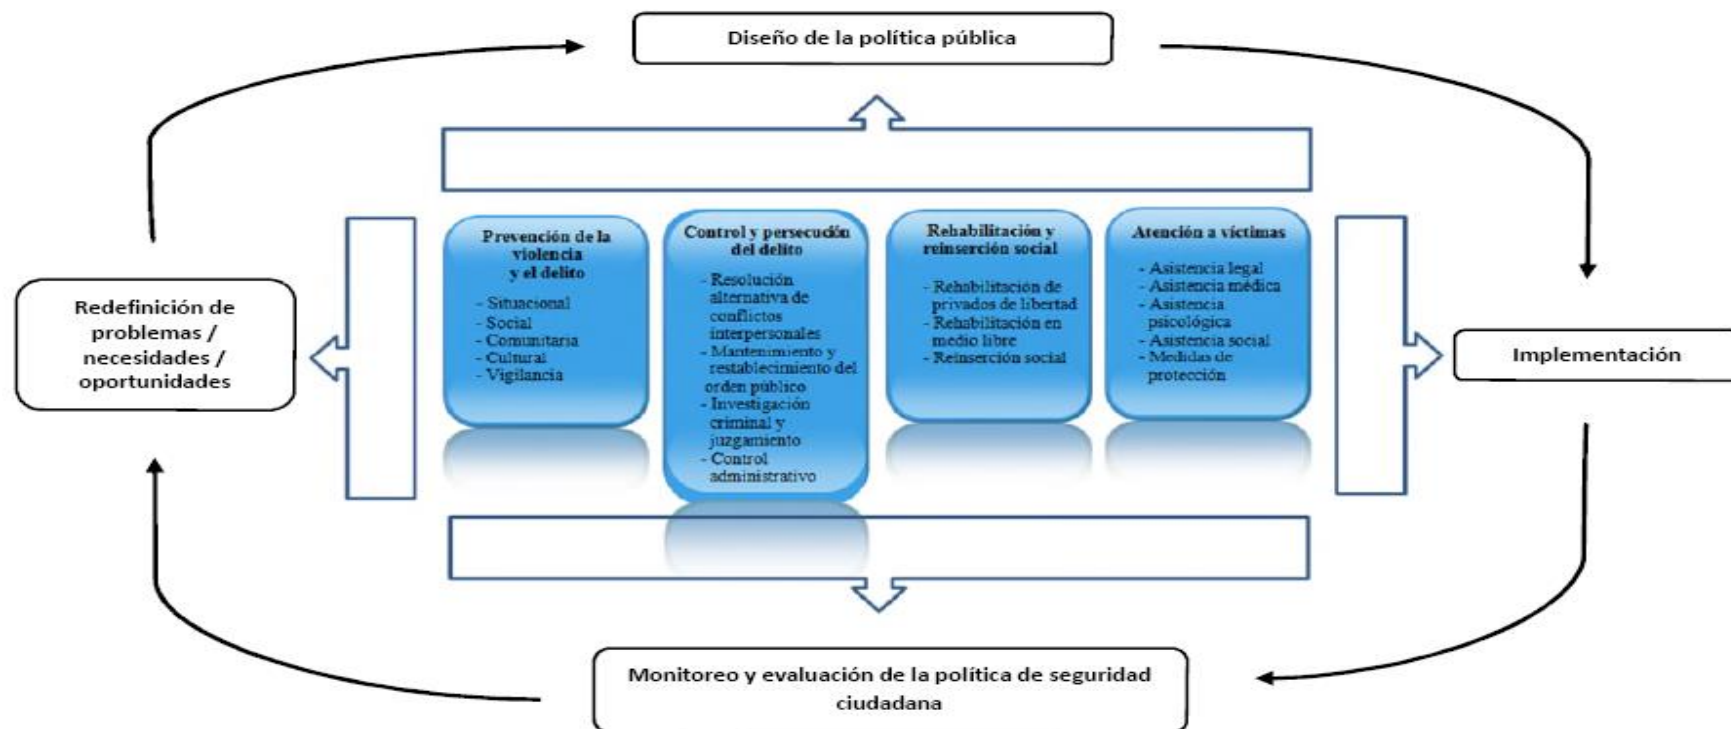 Diseño de la política pública
Prevención de la
violencia
y el delito
- Situacional
- Social
- Comunitaria
- Cultural
- Vigilancia
Control y persecución
del delito
- Resolución
alternativa de
conflictos
interpersonales
- Mantenimiento y
restablecimiento del
orden público
- Investigación
criminal y
juzgamiento
- Control
administrativo
Rehabilitación y
reinserción social
- Rehabilitación de
privados de libertad
- Rehabilitación en
medio libre
- Reinserción social
Atención a víctimas
- Asistencia legal
- Asistencia médica
- Asistencia
psicológica
- Asistencia social
- Medidas de
protección
Redefinición de
problemas /
necesidades /
oportunidades
Implementación
Monitoreo y evaluación de la política de seguridad
ciudadana